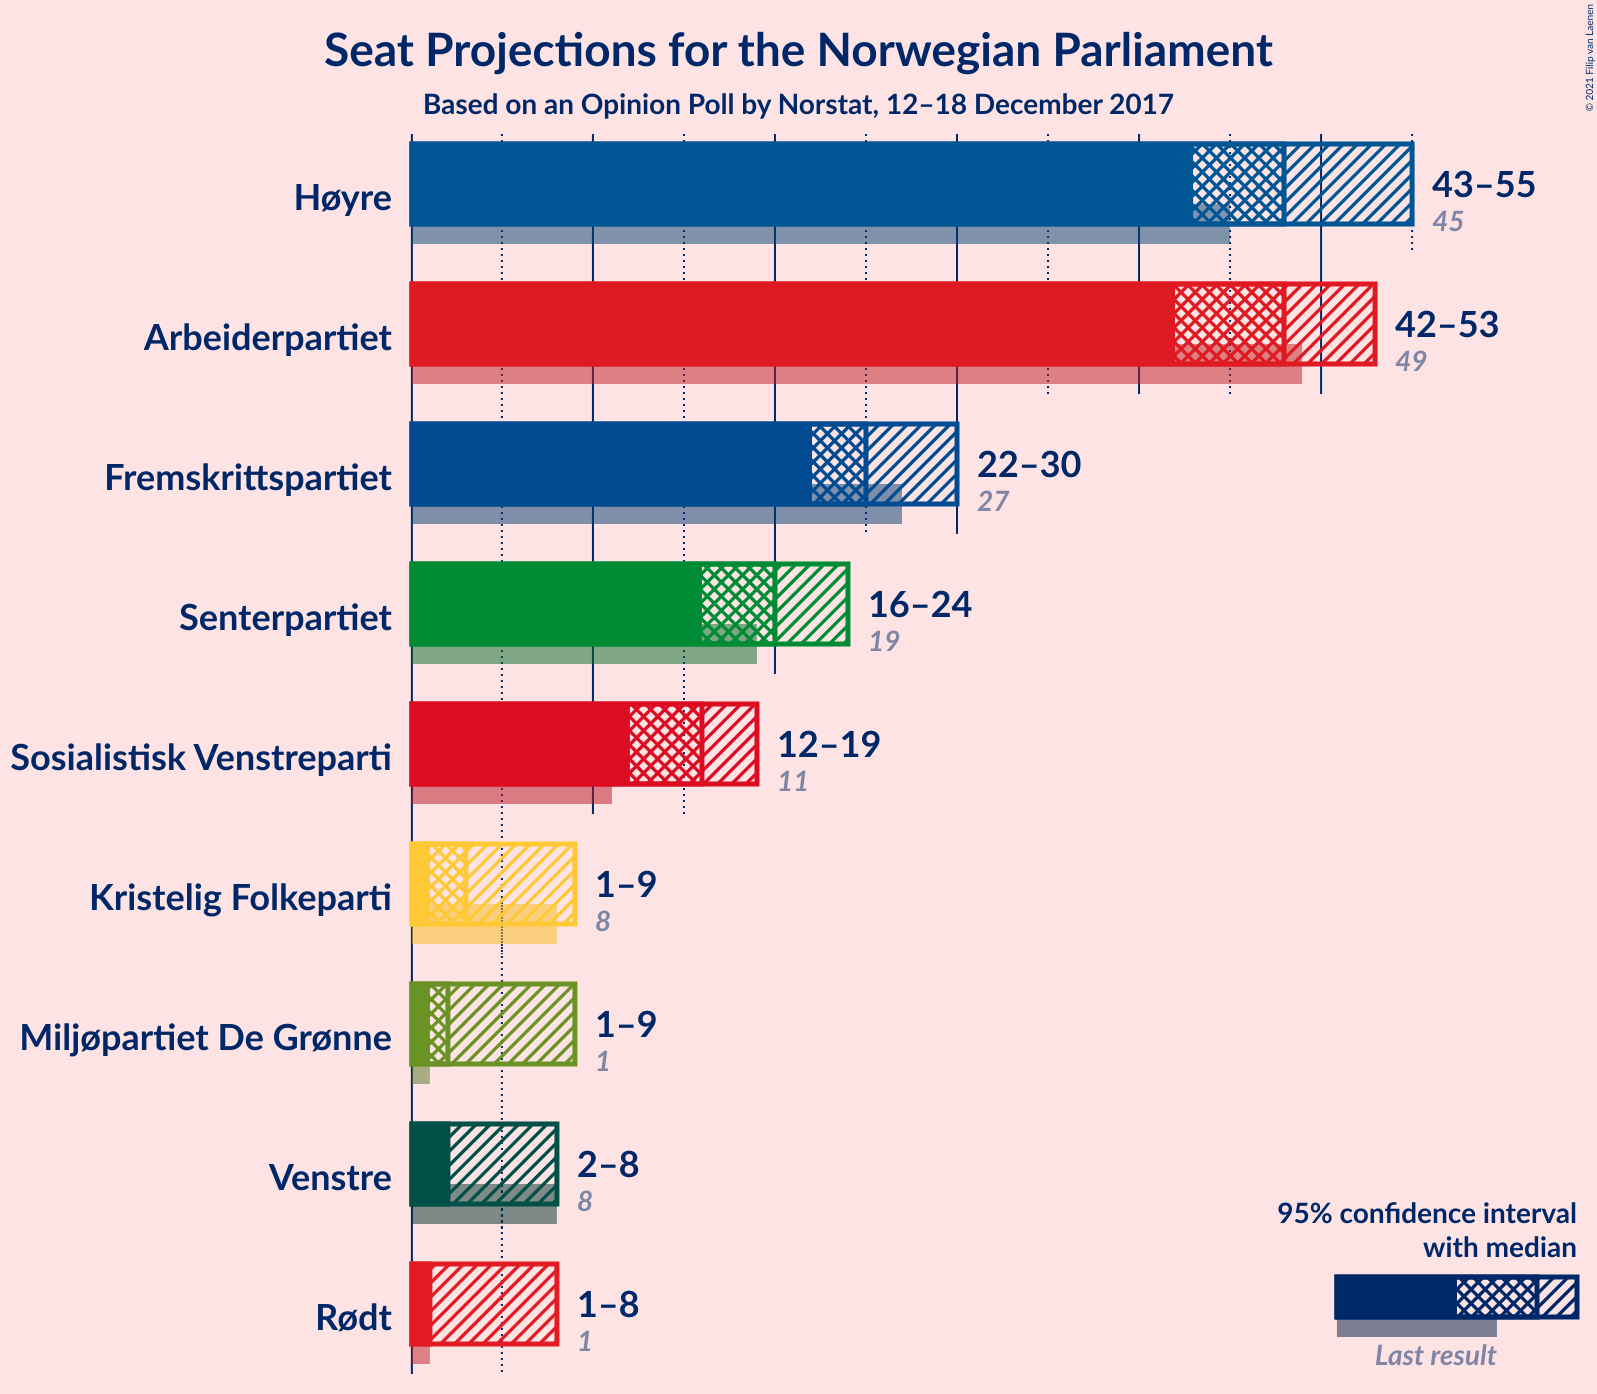 Seat Projections for the Norwegian Parliament
Based on an Opinion Poll by Norstat, 12–18 December 2017
© 2021 Filip van Laenen
Høyre
43–55
45
Arbeiderpartiet
42–53
49
Fremskrittspartiet
22–30
27
Senterpartiet
16–24
19
Sosialistisk Venstreparti
12–19
11
Kristelig Folkeparti
1–9
8
Miljøpartiet De Grønne
1–9
1
Venstre
2–8
8
Rødt
1–8
1
95% confidence interval
with median
Last result